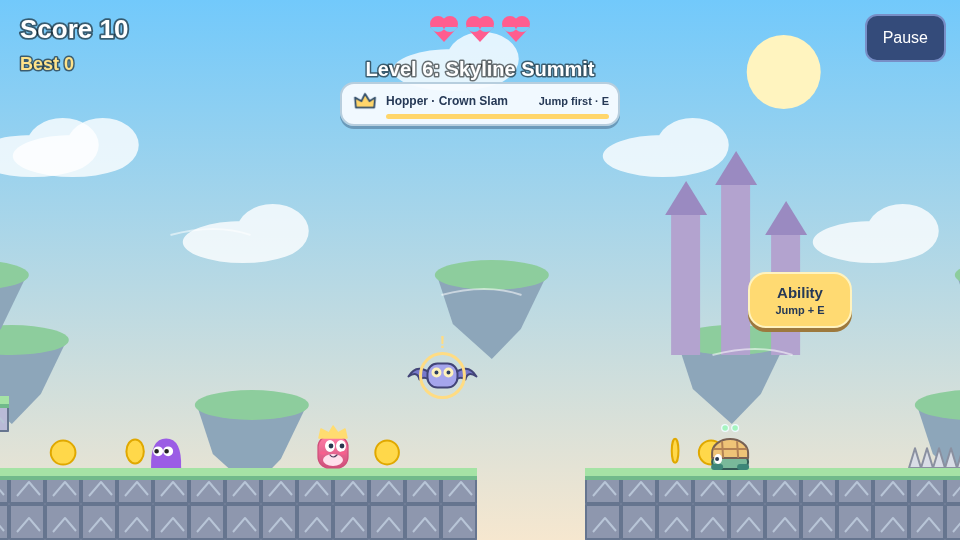 Score 10
Best 0
Level 6: Skyline Summit
Hopper · Crown Slam
Jump first · E
Pause
Ability
Jump + E